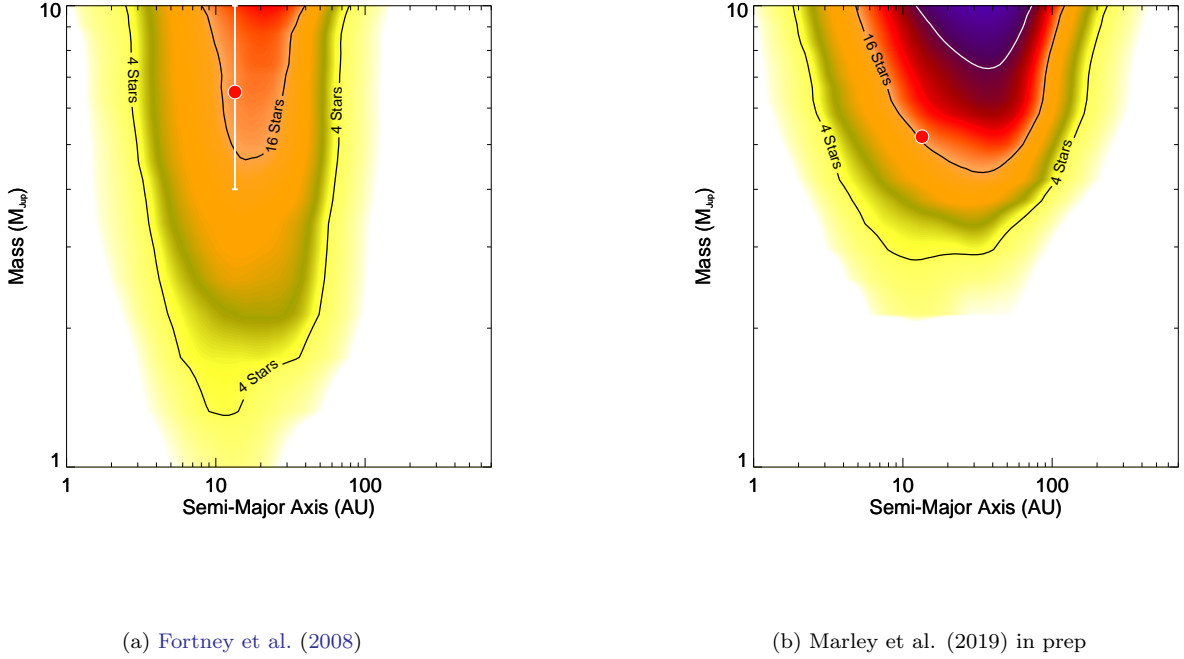 10
4 Stars
16 Stars
4 Stars
4 Stars
1
Mass (MJup)
1
10
100
Semi-Major Axis (AU)
10
16 Stars
4 Stars
4 Stars
1
Mass (MJup)
1
10
100
Semi-Major Axis (AU)
(a) Fortney et al. (2008)
(b) Marley et al. (2019) in prep